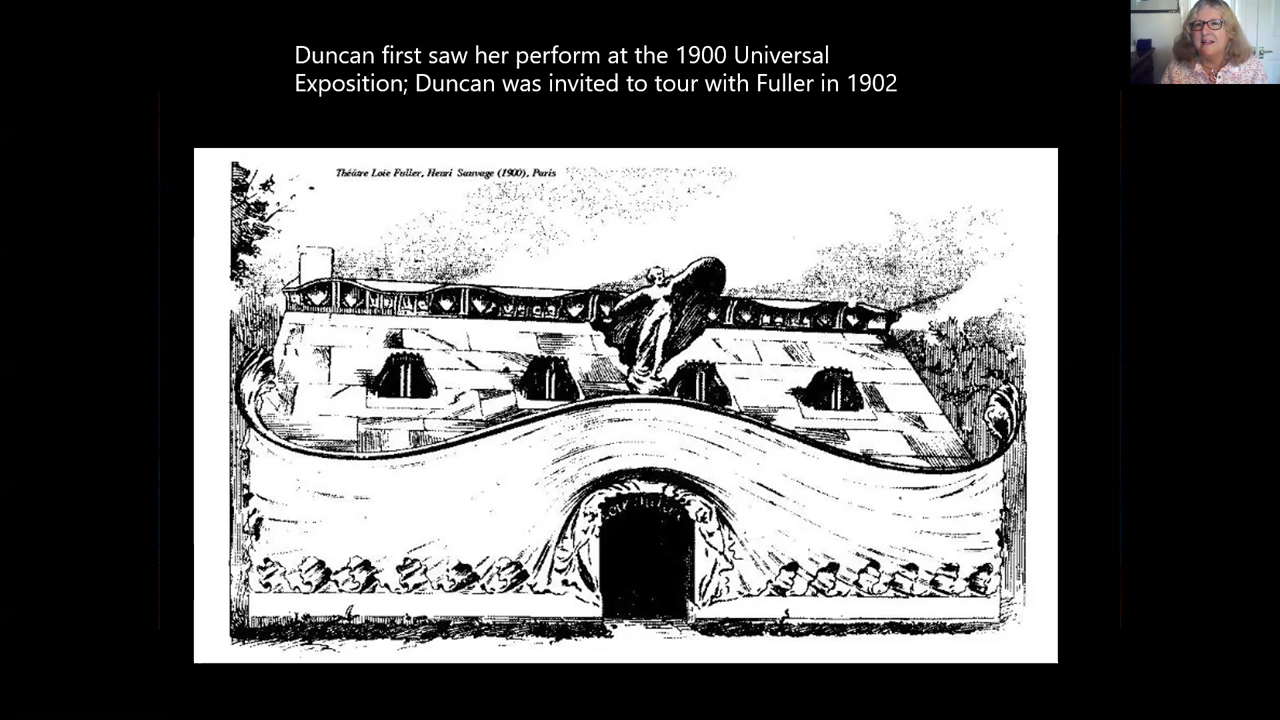 Duncan first saw her perform at the 1900 Universal
Exposition; Duncan was invited to tour with Fuller in 1902
Théâtre Loie Fuller, Henri Sauvage (1900), Paris